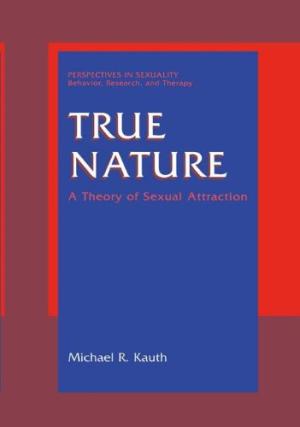 PERSPECTIVES IN SEXUALITY
Behavior, Research, and Therapy
TRUE
NATURE
A Theory of Sexual Attraction
Michael R. Kauth